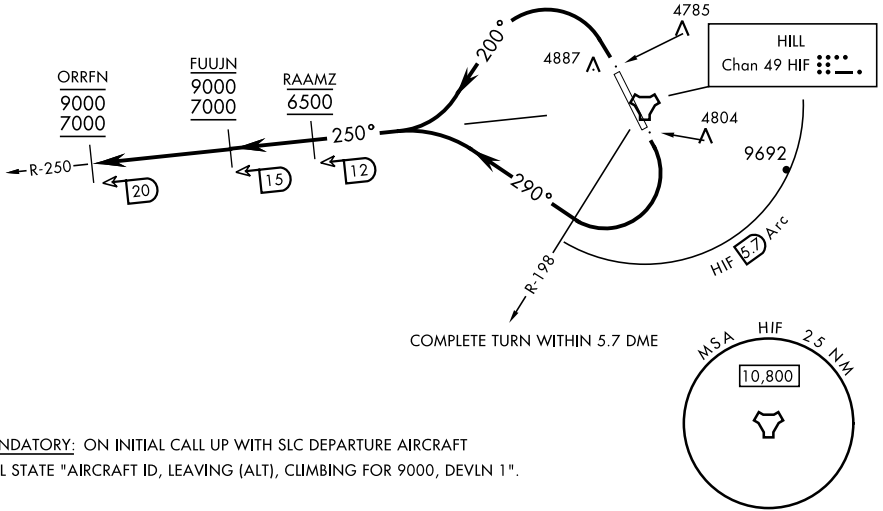 4785
HILL
Chan 49 HIF
4887
200°
ORRFN
9000
7000
FUUJN
9000
7000
RAAMZ
6500
4804
250°
R-250
20
15
12
9692
290°
HIF 5.7 Arc
R-198
COMPLETE TURN WITHIN 5.7 DME
MSA HIF 25 NM
10,800
NDATORY: ON INITIAL CALL UP WITH SLC DEPARTURE AIRCRAFT
L STATE "AIRCRAFT ID, LEAVING (ALT), CLIMBING FOR 9000, DEVLN 1".